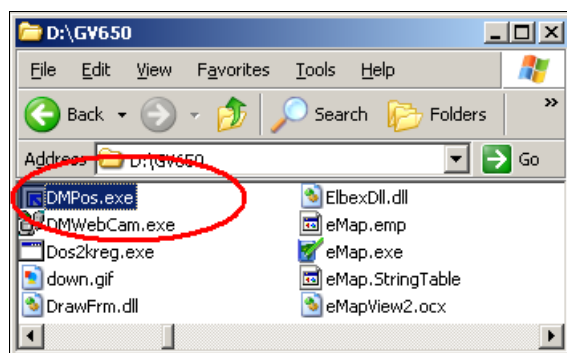 D:\GV650
File Edit View Favorites Tools Help
Back Search Folders »
Address D:\GV650 Go
DMPos.exe ElbexDll.dll
DMWebCam.exe eMap.emp
Dos2kreg.exe eMap.exe
down.gif eMap.StringTable
DrawFrm.dll eMapView2.ocx